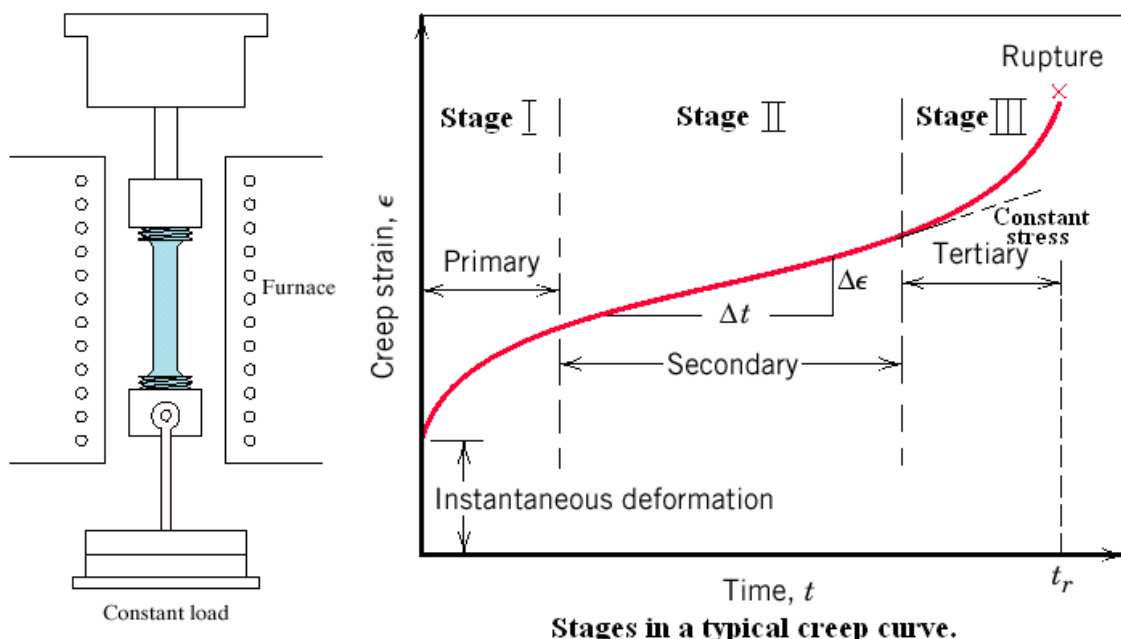 Furnace
Constant load
Creep strain, ϵ
Rupture
Stage I
Stage II
Stage III
Constant
stress
Primary
Tertiary
Δϵ
Δt
Secondary
Instantaneous deformation
Time, t
t_r
Stages in a typical creep curve.